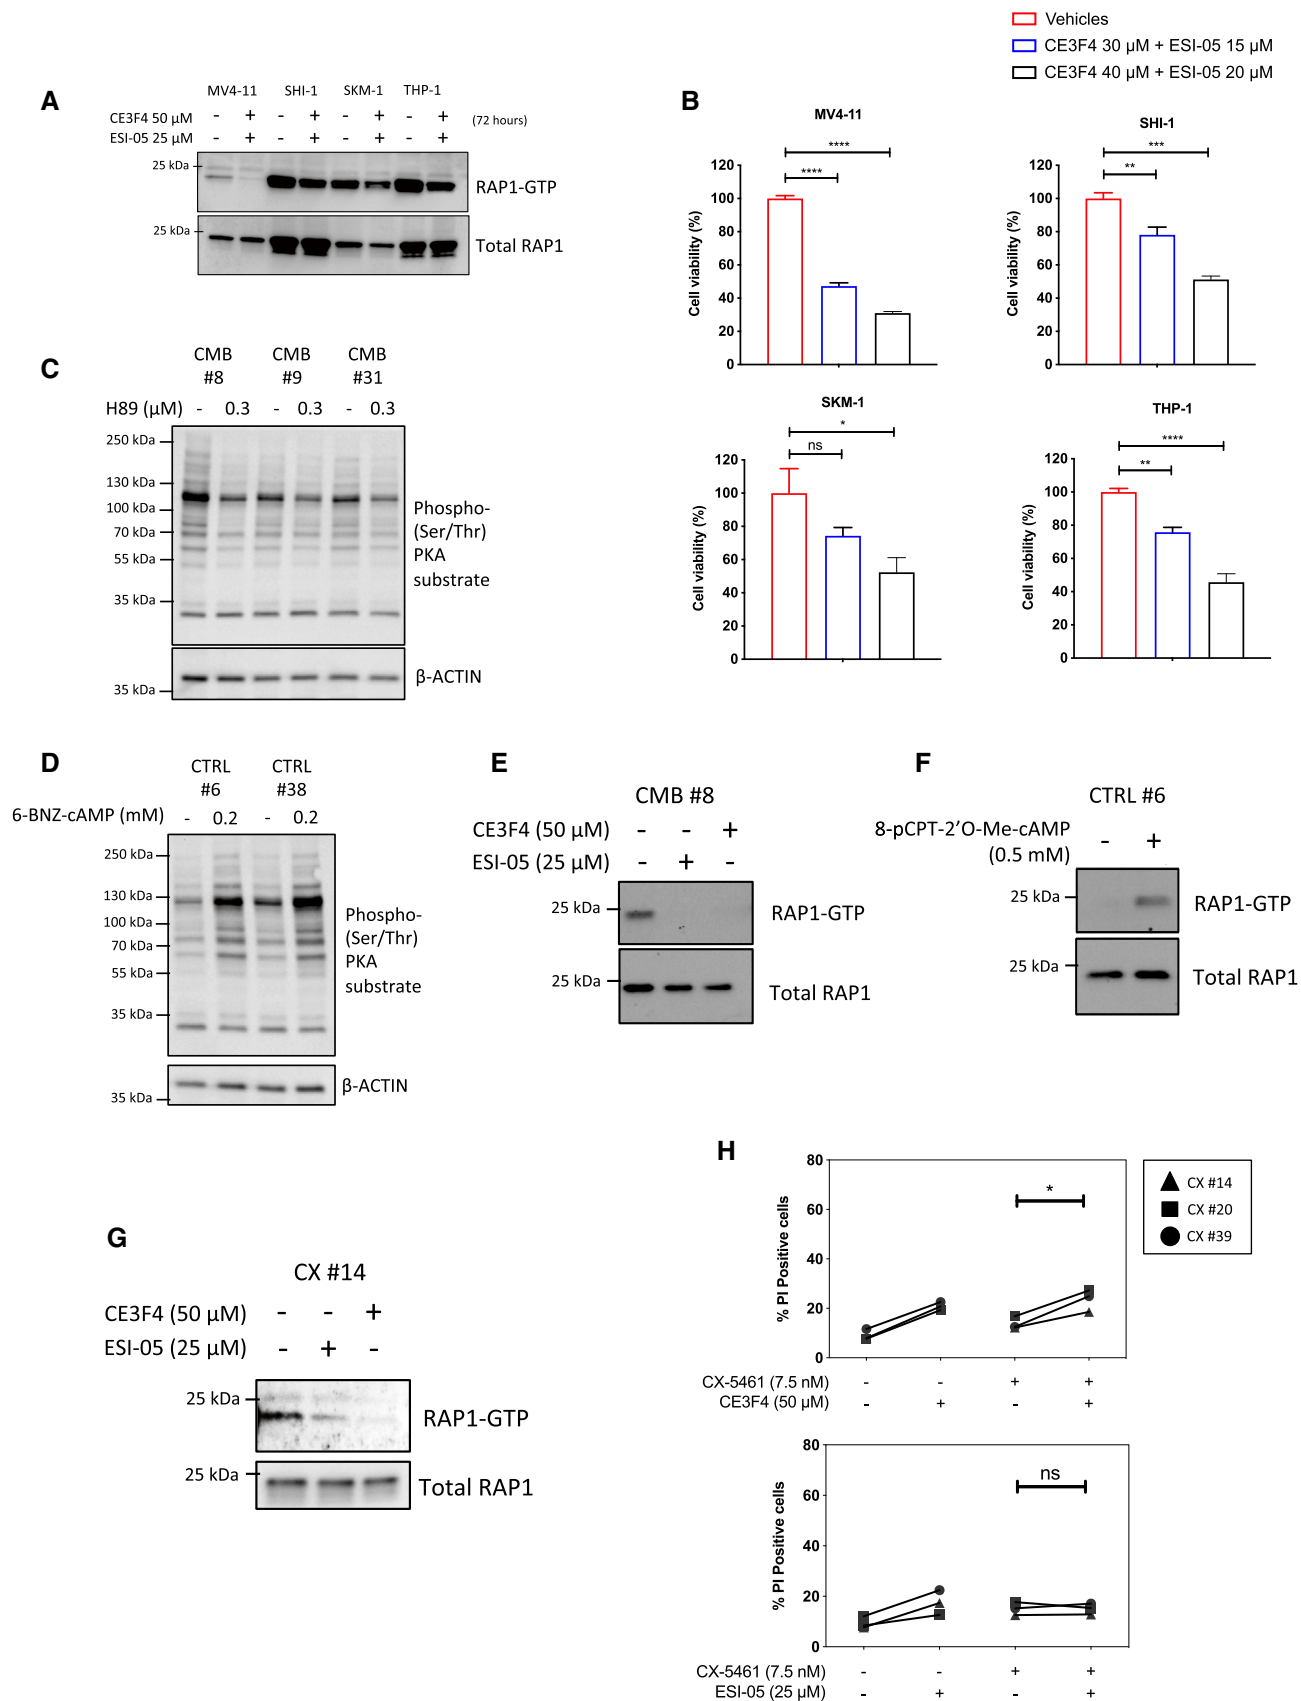 Vehicles
CE3F4 30 µM + ESI-05 15 µM
CE3F4 40 µM + ESI-05 20 µM
A
MV4-11 SHI-1 SKM-1 THP-1
CE3F4 50 µM - + - + - + - + (72 hours)
ESI-05 25 µM - + - + - + - +
25 kDa
RAP1-GTP
25 kDa
Total RAP1
B
MV4-11
****
****
Cell viability (%)
120
100
80
60
40
20
0
SHI-1
***
**
Cell viability (%)
120
100
80
60
40
20
0
SKM-1
*
ns
Cell viability (%)
120
100
80
60
40
20
0
THP-1
****
**
Cell viability (%)
120
100
80
60
40
20
0
C
CMB #8 CMB #9 CMB #31
H89 (µM) - 0.3 - 0.3 - 0.3
250 kDa
130 kDa
100 kDa
70 kDa
55 kDa
35 kDa
Phospho-
(Ser/Thr)
PKA
substrate
β-ACTIN
35 kDa
D
CTRL #6 CTRL #38
6-BNZ-cAMP (mM) - 0.2 - 0.2
250 kDa
130 kDa
100 kDa
70 kDa
55 kDa
35 kDa
Phospho-
(Ser/Thr)
PKA
substrate
β-ACTIN
35 kDa
E
CMB #8
CE3F4 (50 µM) - - +
ESI-05 (25 µM) - + -
25 kDa
RAP1-GTP
25 kDa
Total RAP1
F
CTRL #6
8-pCPT-2’O-Me-cAMP - +
(0.5 mM)
25 kDa
RAP1-GTP
25 kDa
Total RAP1
G
CX #14
CE3F4 (50 µM) - - +
ESI-05 (25 µM) - + -
25 kDa
RAP1-GTP
25 kDa
Total RAP1
H
% PI Positive cells
80
60
40
20
0
*
CX #14
CX #20
CX #39
CX-5461 (7.5 nM) - - + +
CE3F4 (50 µM) - + - +
% PI Positive cells
80
60
40
20
0
ns
CX-5461 (7.5 nM) - - + +
ESI-05 (25 µM) - + - +